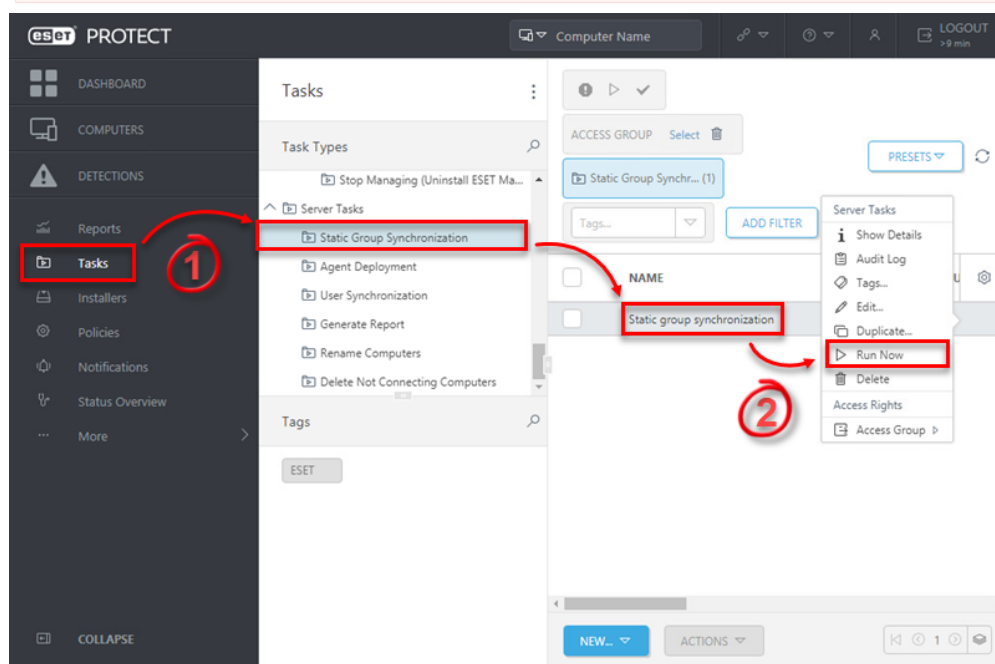 eset PROTECT
Computer Name
LOGOUT
>9 min
DASHBOARD
COMPUTERS
DETECTIONS
Reports
Tasks
Installers
Policies
Notifications
Status Overview
More
COLLAPSE
1
Tasks
Task Types
Stop Managing (Uninstall ESET Ma...
Server Tasks
Static Group Synchronization
Agent Deployment
User Synchronization
Generate Report
Rename Computers
Delete Not Connecting Computers
Tags
ESET
ACCESS GROUP Select
PRESETS
Static Group Synchr... (1)
Tags...
ADD FILTER
NAME
Static group synchronization
2
Server Tasks
Show Details
Audit Log
Tags...
Edit...
Duplicate...
Run Now
Delete
Access Rights
Access Group
NEW...
ACTIONS
1